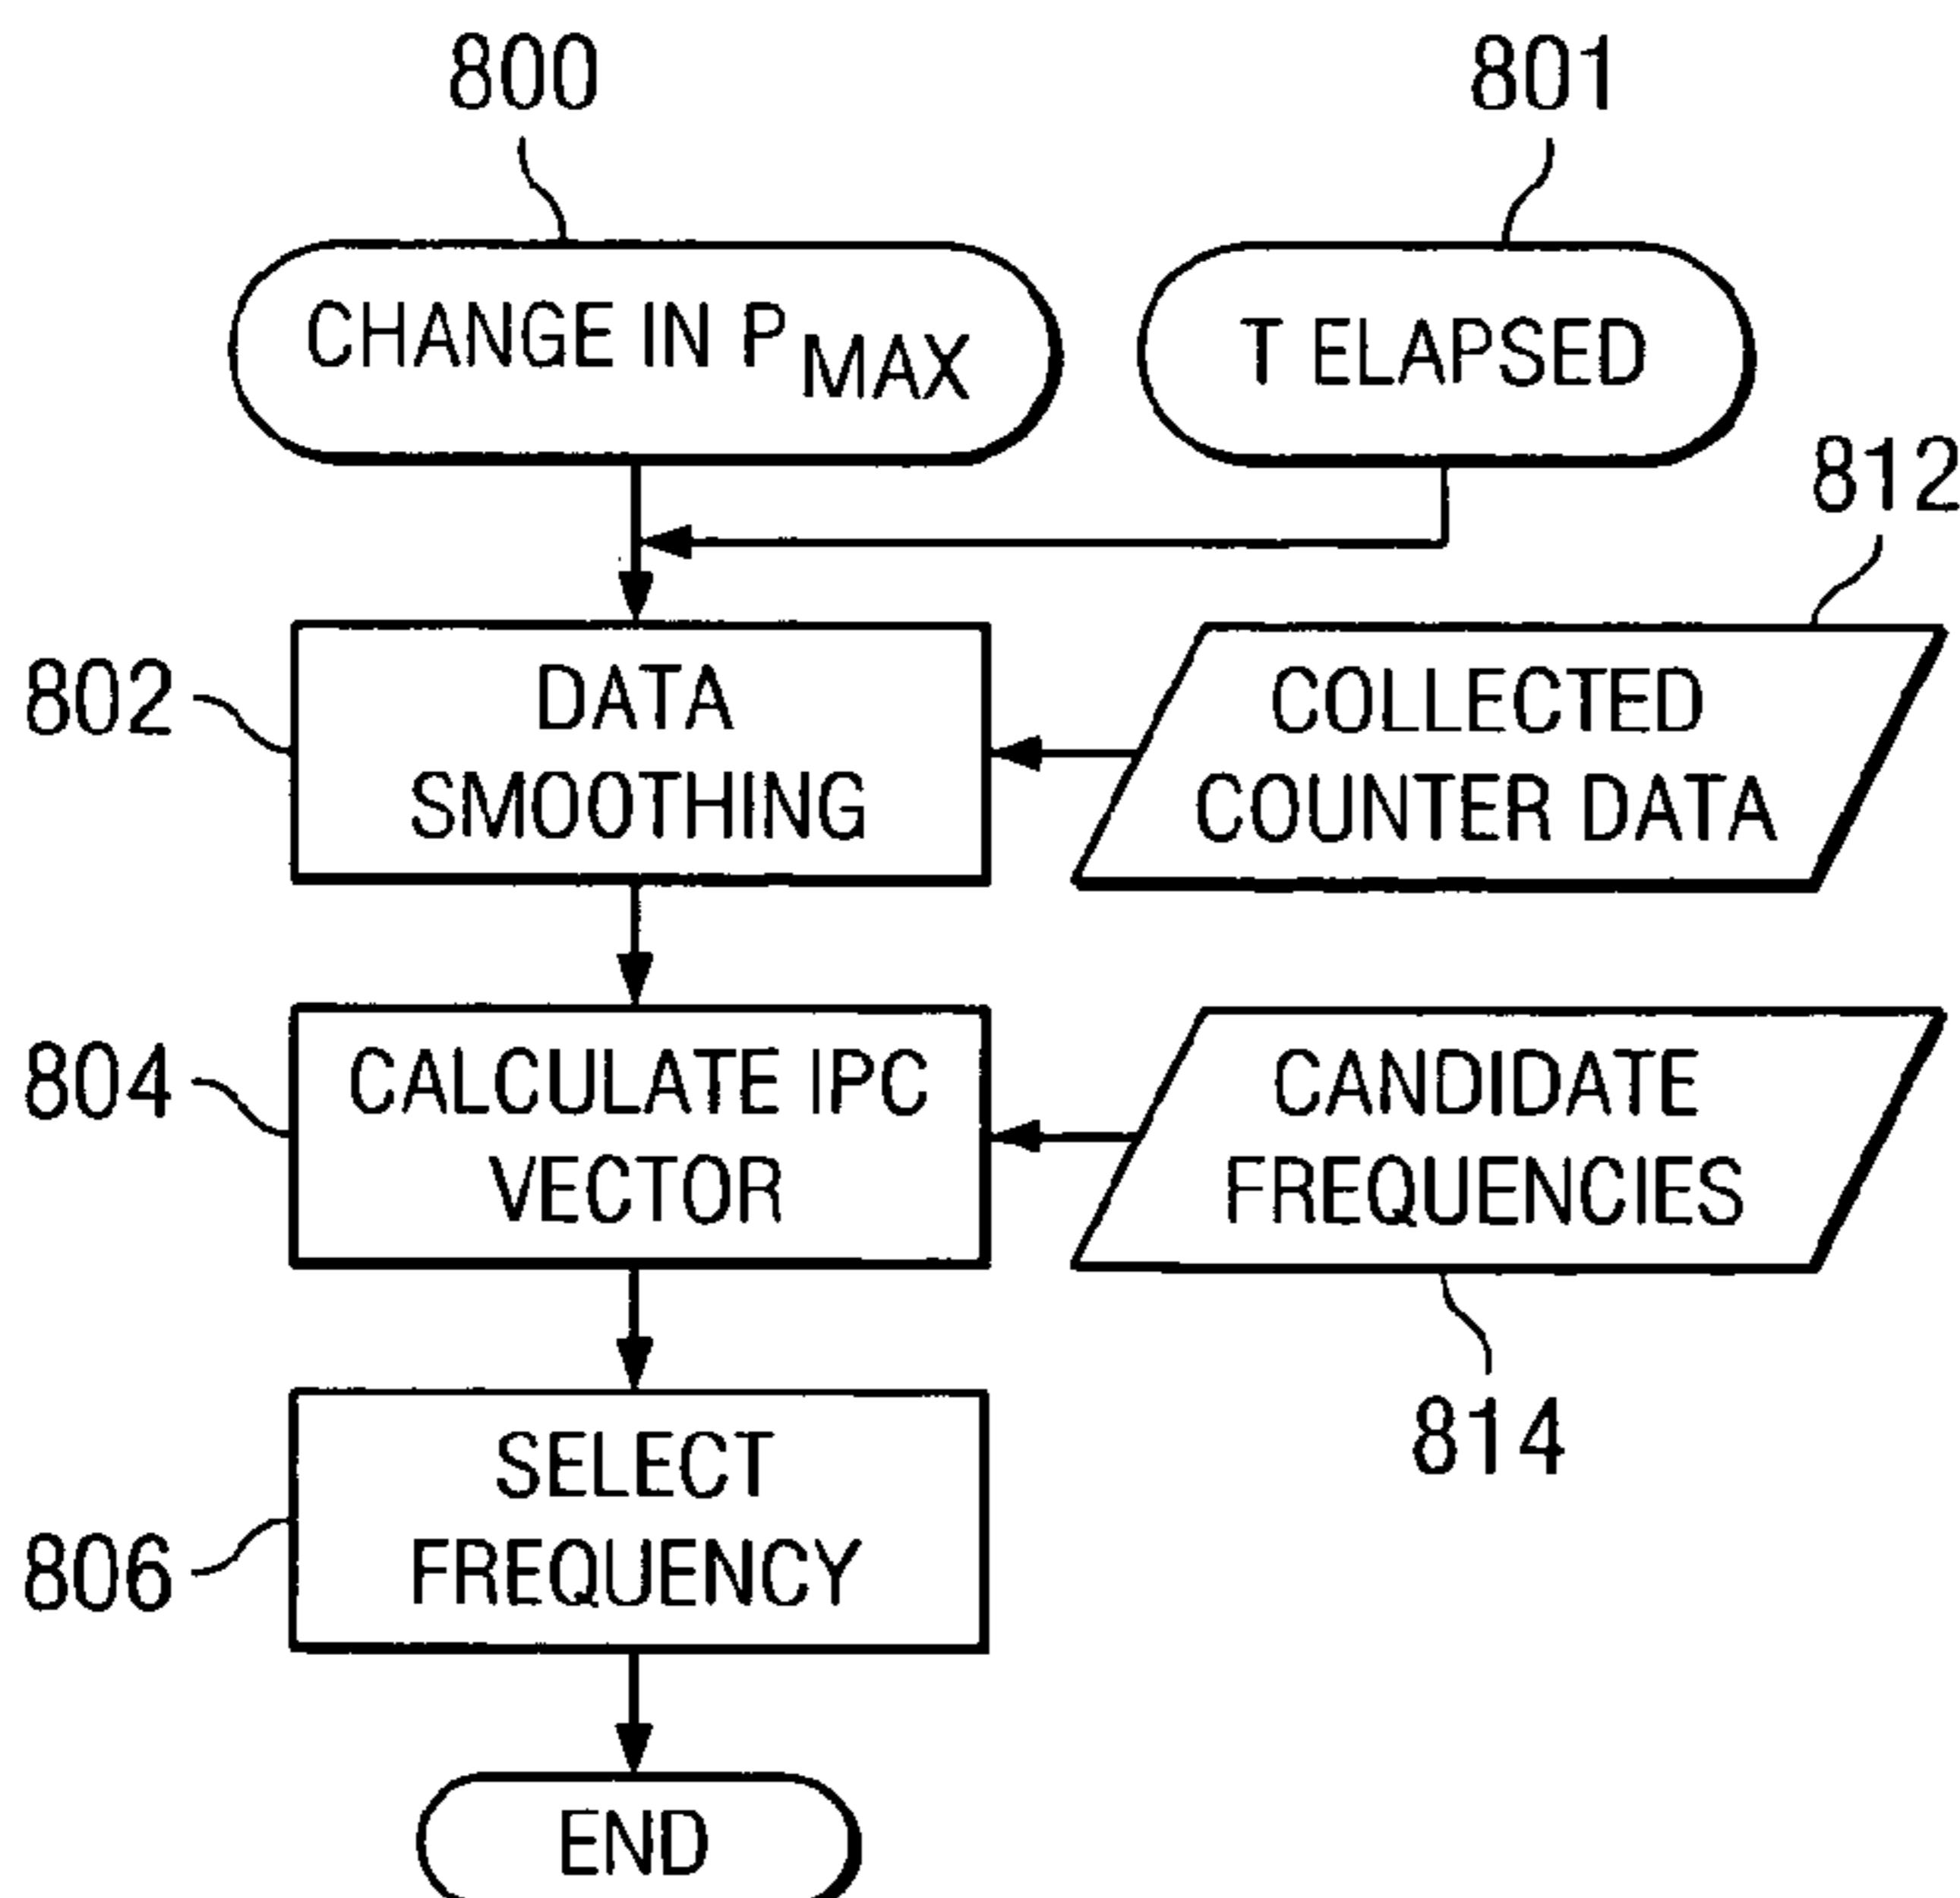 800
801
CHANGE IN PMAX
T ELAPSED
812
802
DATA
SMOOTHING
COLLECTED
COUNTER DATA
804
CALCULATE IPC
VECTOR
CANDIDATE
FREQUENCIES
814
806
SELECT
FREQUENCY
END